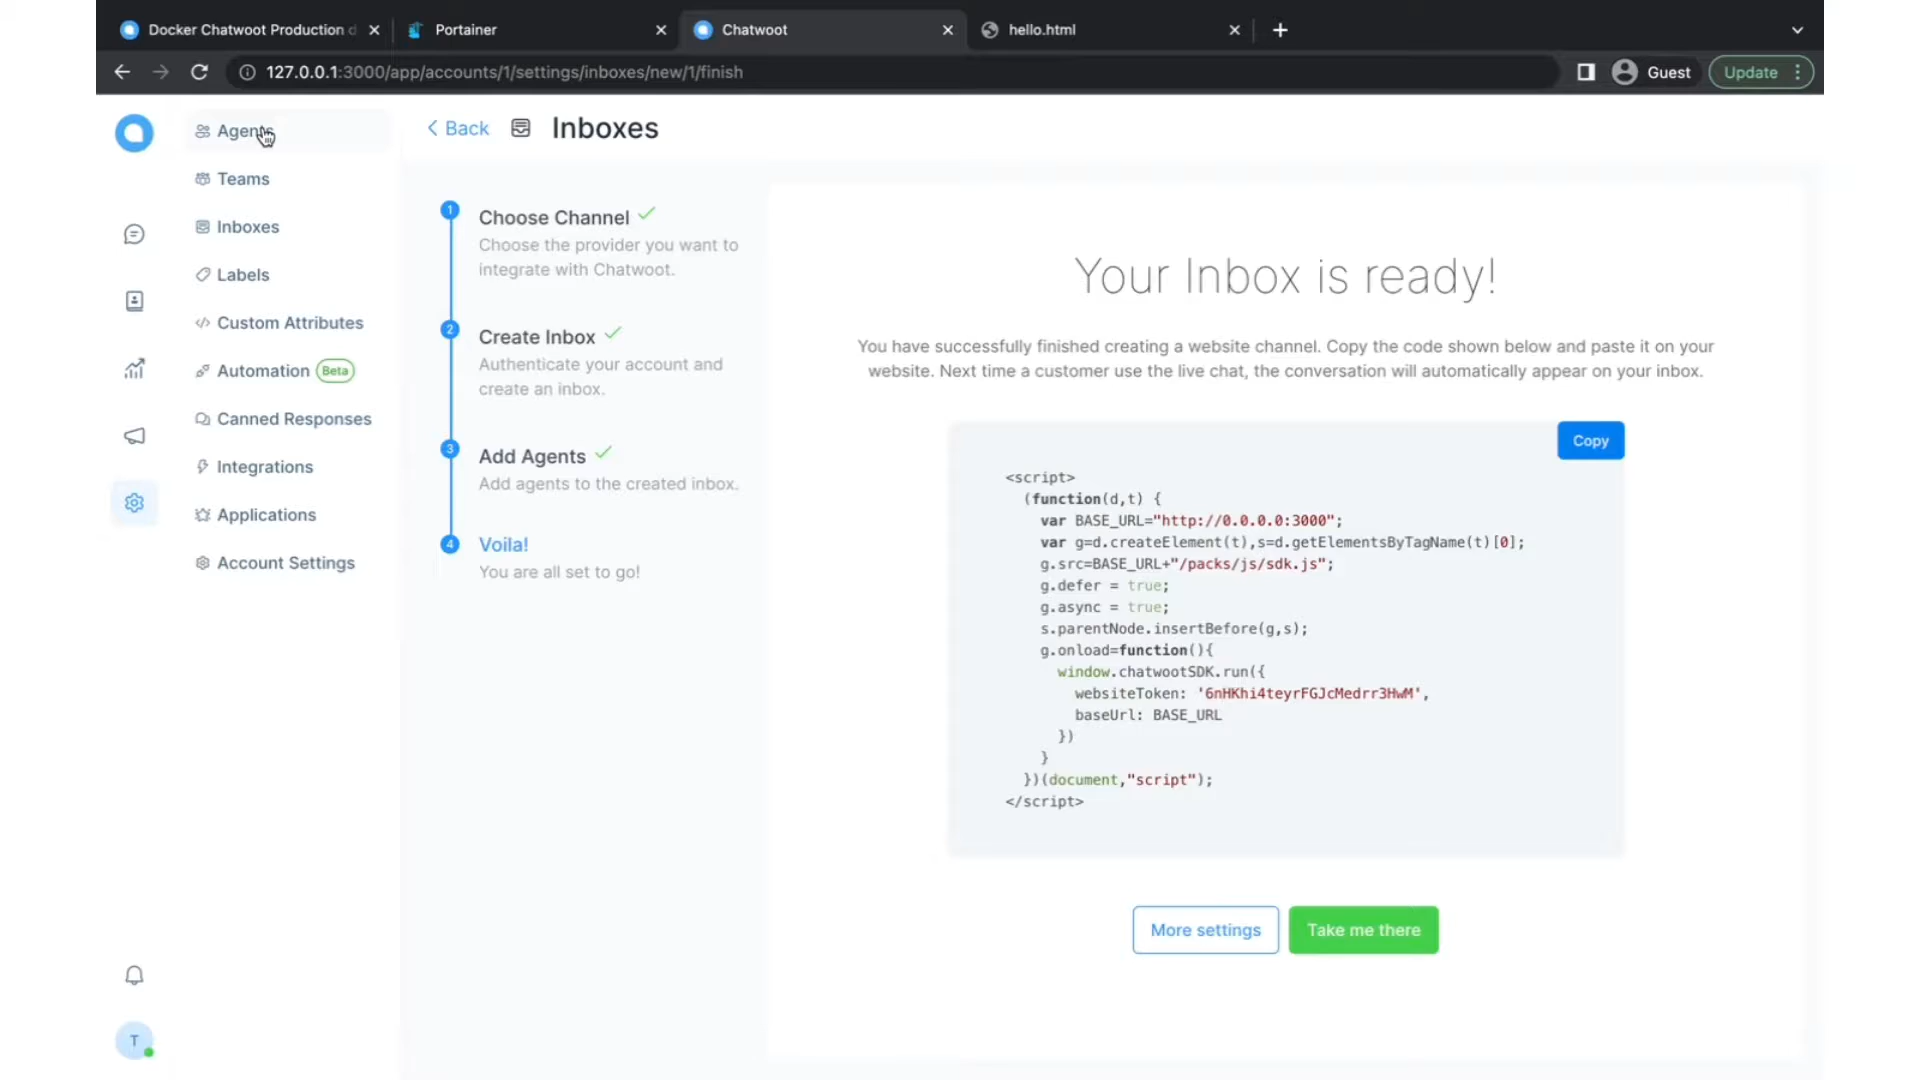 Docker Chatwoot Production d
Portainer
Chatwoot
hello.html
127.0.0.1:3000/app/accounts/1/settings/inboxes/new/1/finish
Guest
Update
Agents
Teams
Inboxes
Labels
Custom Attributes
Automation Beta
Canned Responses
Integrations
Applications
Account Settings
T
Back
Inboxes
1
Choose Channel
Choose the provider you want to
integrate with Chatwoot.
2
Create Inbox
Authenticate your account and
create an inbox.
3
Add Agents
Add agents to the created inbox.
4
Voila!
You are all set to go!
Your Inbox is ready!
You have successfully finished creating a website channel. Copy the code shown below and paste it on your
website. Next time a customer use the live chat, the conversation will automatically appear on your inbox.
Copy
<script>
(function(d,t) {
var BASE_URL="http://0.0.0.0:3000";
var g=d.createElement(t),s=d.getElementsByTagName(t)[0];
g.src=BASE_URL+"/packs/js/sdk.js";
g.defer = true;
g.async = true;
s.parentNode.insertBefore(g,s);
g.onload=function(){
window.chatwootSDK.run({
websiteToken: '6nHKhi4teyrFGJcMedrr3HwM',
baseUrl: BASE_URL
})
}
})(document,"script");
</script>
More settings
Take me there